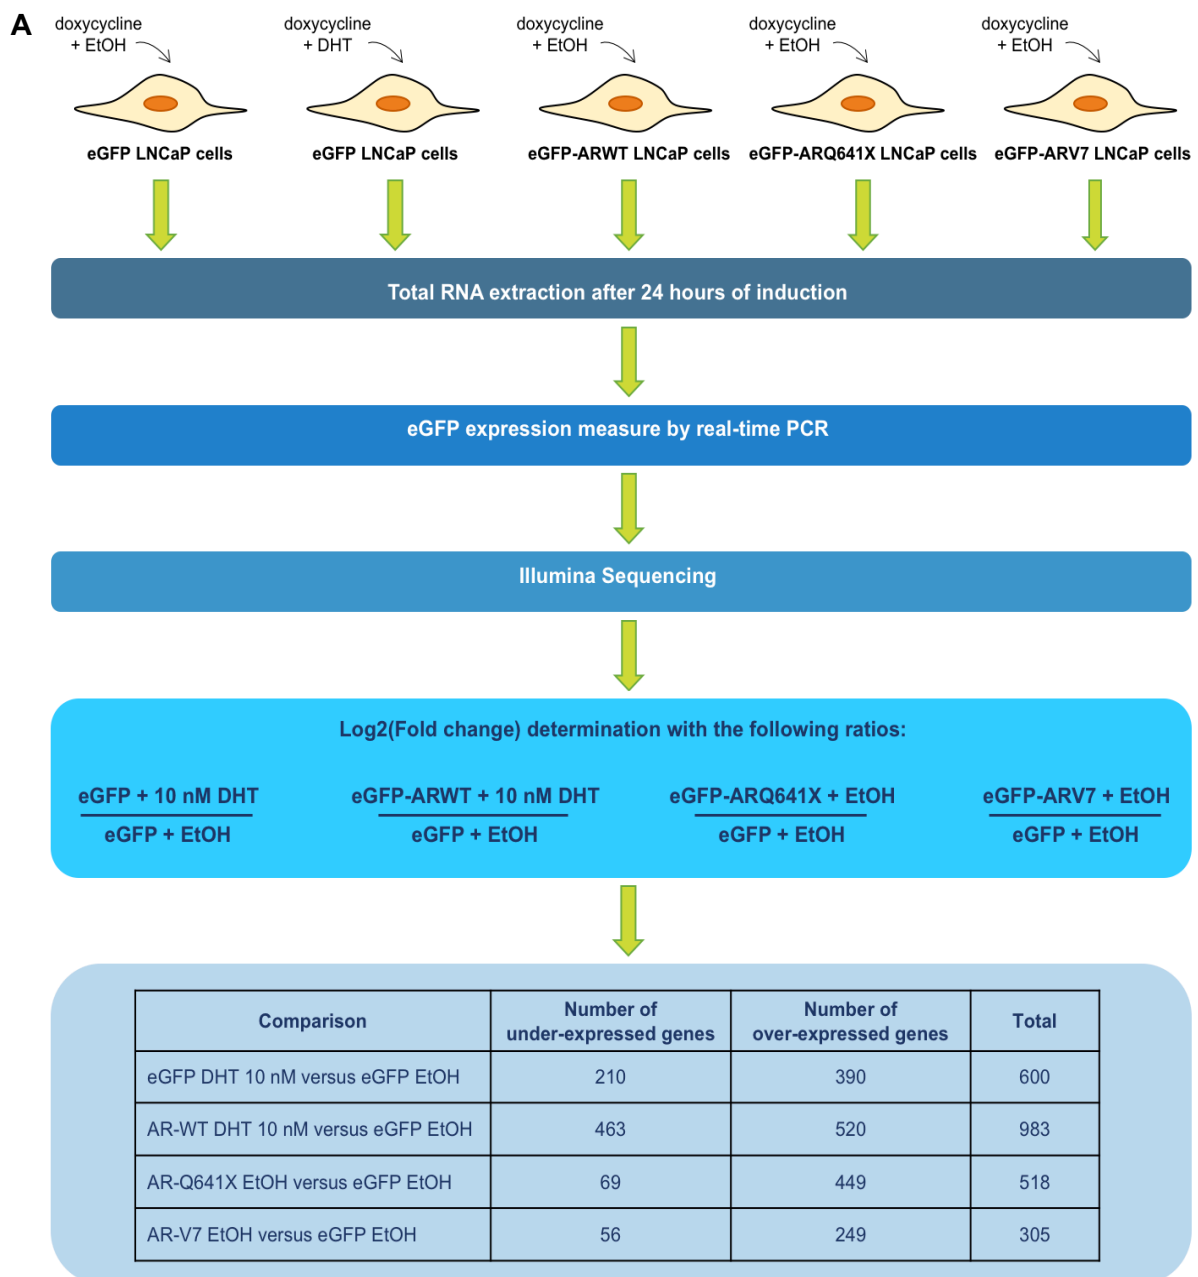 A
doxycycline
+ EtOH
doxycycline
+ DHT
doxycycline
+ EtOH
doxycycline
+ EtOH
doxycycline
+ EtOH
eGFP LNCaP cells
eGFP LNCaP cells
eGFP-ARWT LNCaP cells
eGFP-ARQ641X LNCaP cells
eGFP-ARV7 LNCaP cells
Total RNA extraction after 24 hours of induction
eGFP expression measure by real-time PCR
Illumina Sequencing
Log2(Fold change) determination with the following ratios:
eGFP + 10 nM DHT
eGFP + EtOH
eGFP-ARWT + 10 nM DHT
eGFP + EtOH
eGFP-ARQ641X + EtOH
eGFP + EtOH
eGFP-ARV7 + EtOH
eGFP + EtOH
Comparison
Number of
under-expressed genes
Number of
over-expressed genes
Total
eGFP DHT 10 nM versus eGFP EtOH 210 390 600
AR-WT DHT 10 nM versus eGFP EtOH 463 520 983
AR-Q641X EtOH versus eGFP EtOH 69 449 518
AR-V7 EtOH versus eGFP EtOH 56 249 305